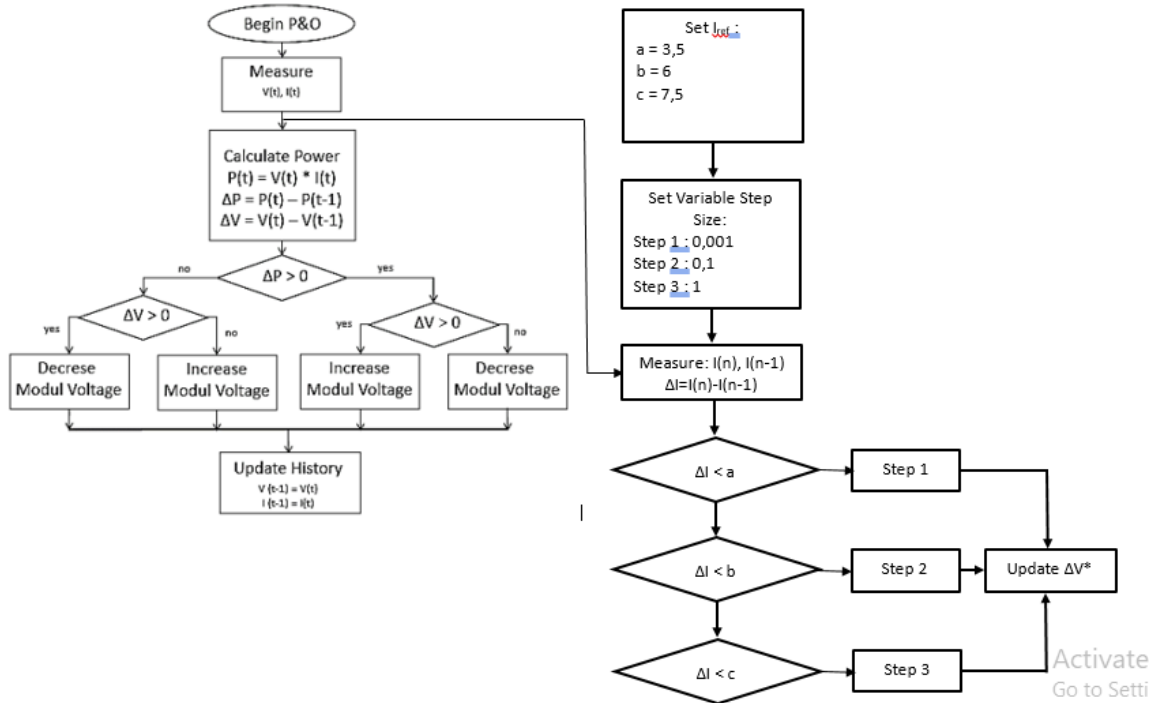 Begin P&O
Measure
V(t), I(t)
Calculate Power
P(t) = V(t) * I(t)
ΔP = P(t) – P(t-1)
ΔV = V(t) – V(t-1)
no
ΔP > 0
yes
yes
ΔV > 0
no
yes
ΔV > 0
no
Decrese
Modul Voltage
Increase
Modul Voltage
Increase
Modul Voltage
Decrese
Modul Voltage
Update History
V (t-1) = V(t)
I (t-1) = I(t)
Set Iref :
a = 3,5
b = 6
c = 7,5
Set Variable Step
Size:
Step 1 : 0,001
Step 2 : 0,1
Step 3 : 1
Measure: I(n), I(n-1)
ΔI=I(n)-I(n-1)
ΔI < a
Step 1
ΔI < b
Step 2
Update ΔV*
ΔI < c
Step 3
Activate
Go to Setti